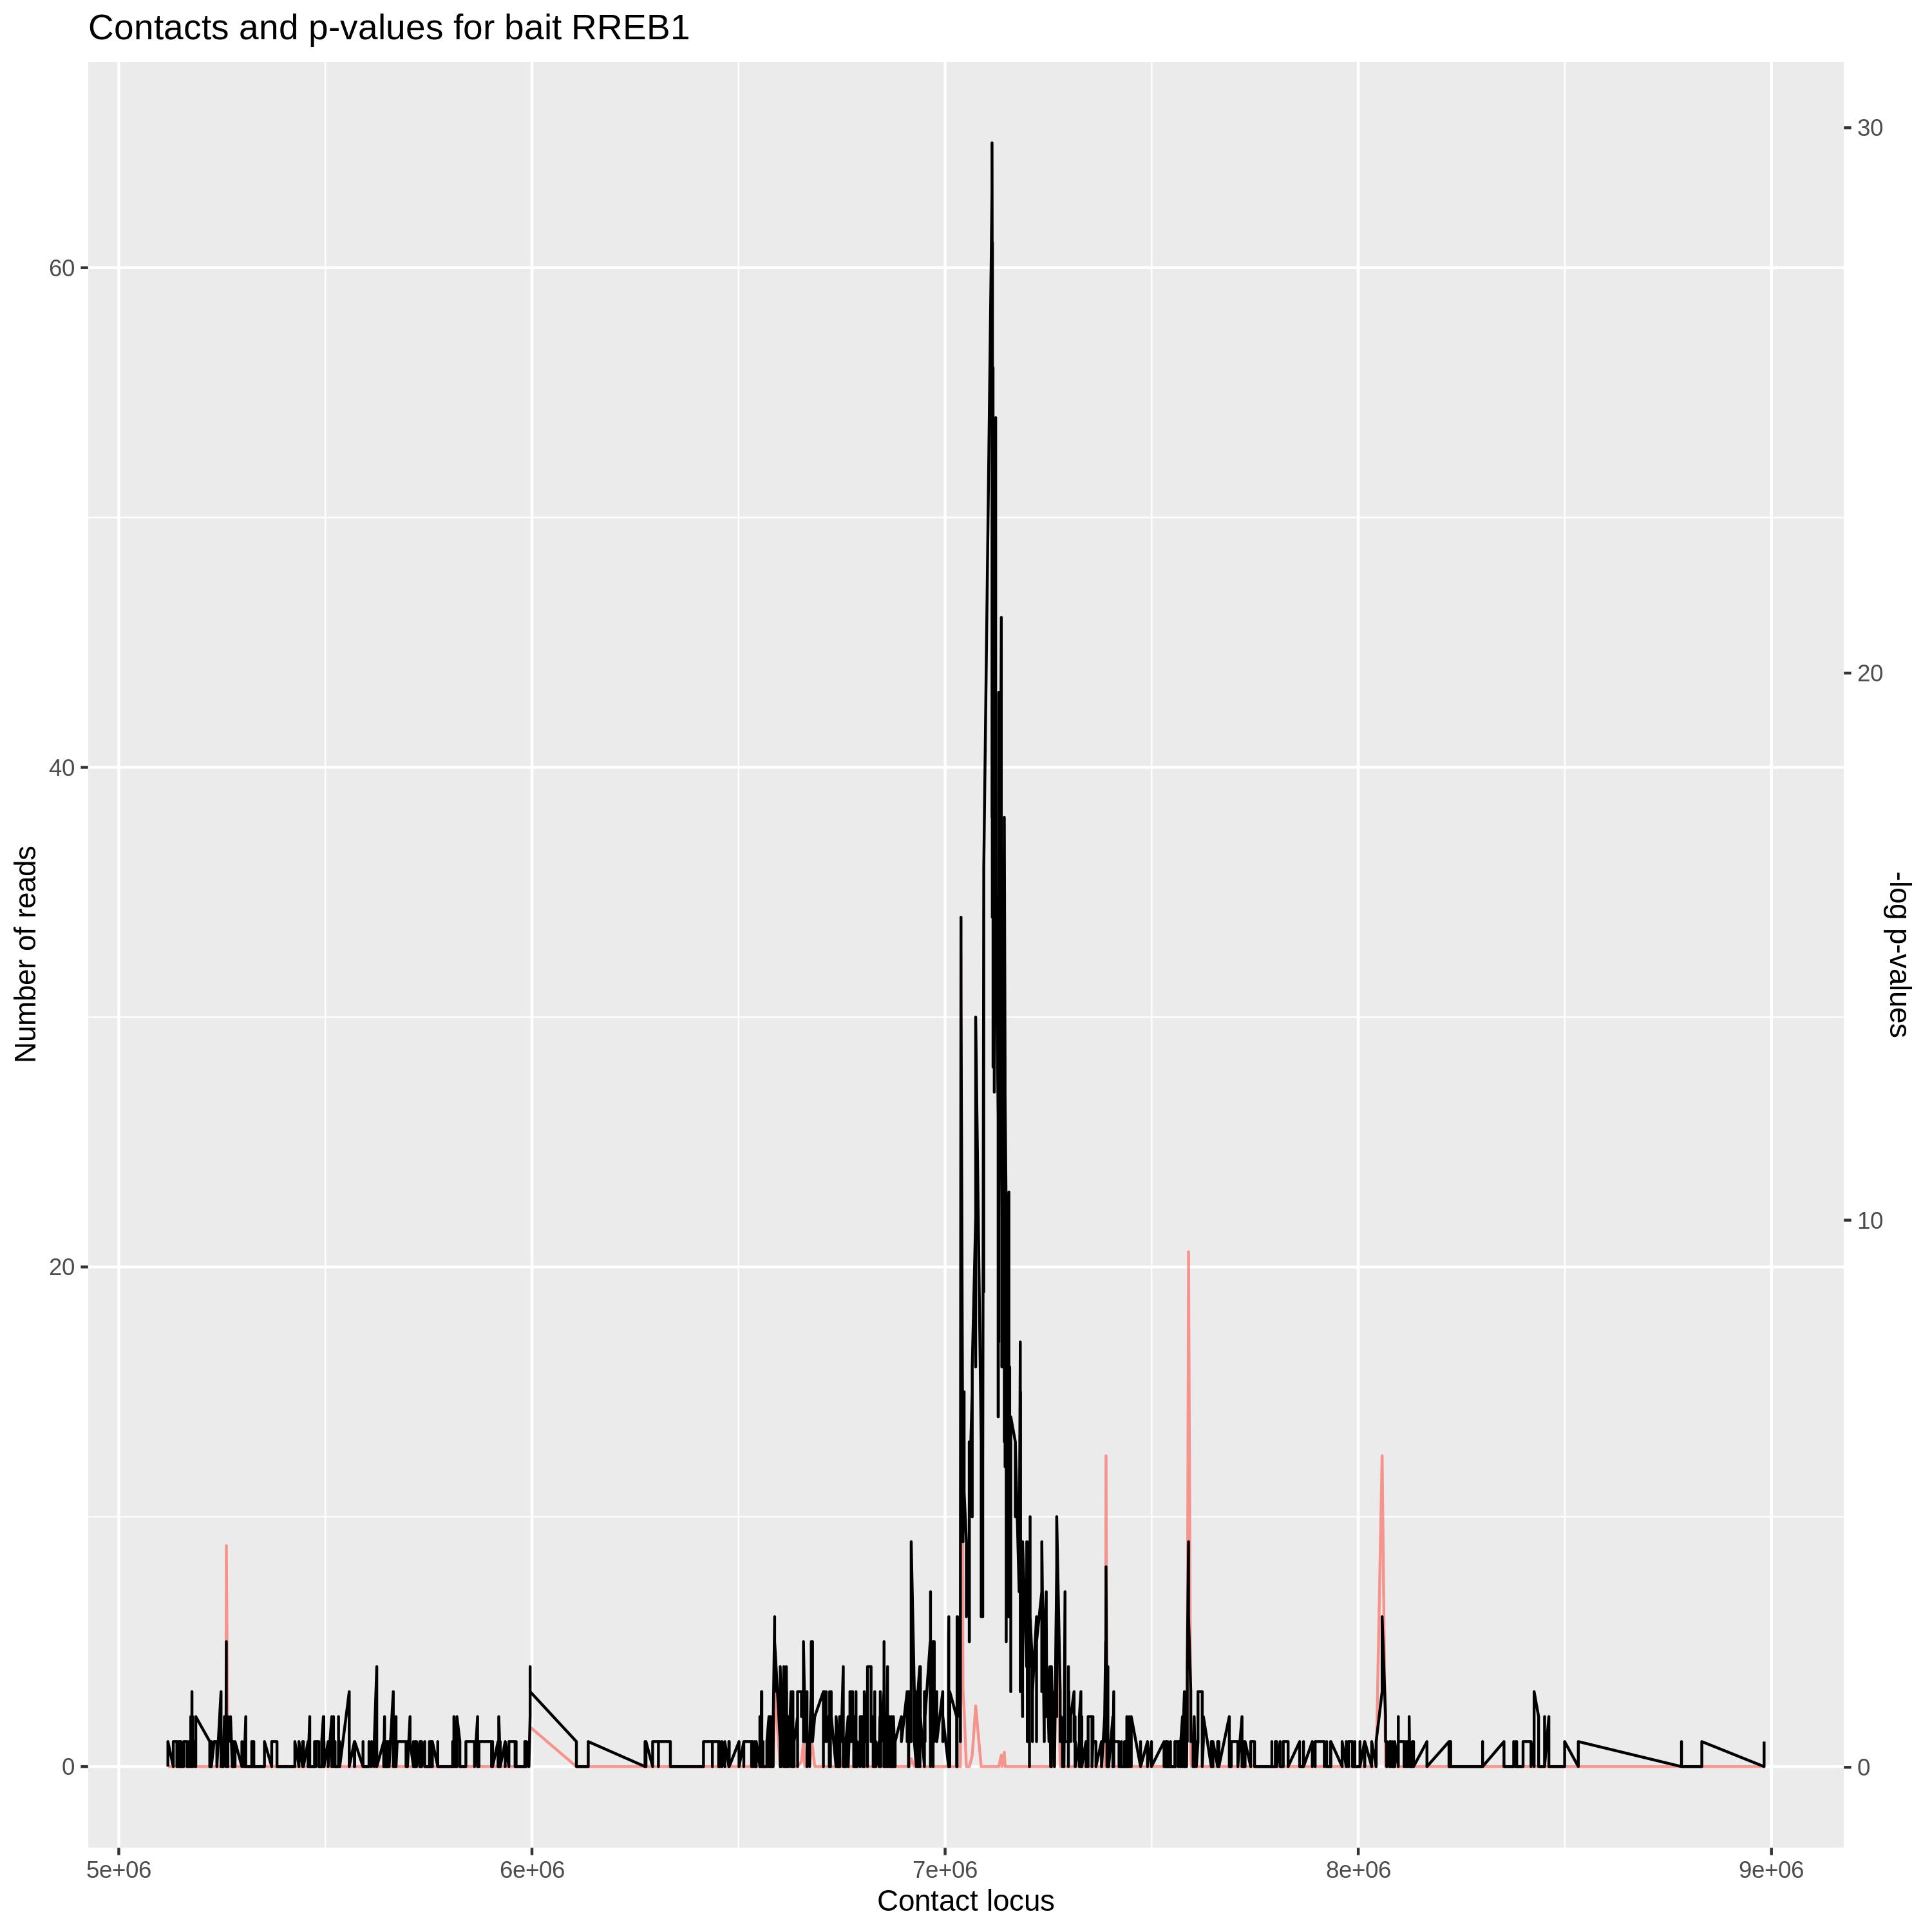 Contacts and p-values for bait RREB1
60
40
20
0
30
20
10
0
Number of reads
-log p-values
5e+06
6e+06
7e+06
8e+06
9e+06
Contact locus